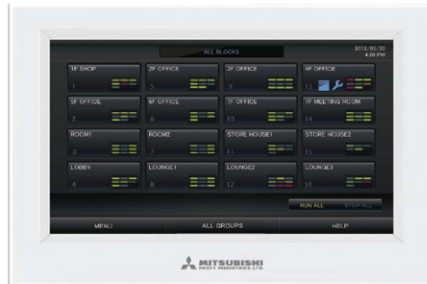 ALL BLOCKS
2012/03/30
4:20 PM
1F SHOP
2F OFFICE
3F OFFICE
4F OFFICE
1
5
9
13
5F OFFICE
6F OFFICE
7F OFFICE
7F MEETING ROOM
2
6
10
14
ROOM1
ROOM2
STORE HOUSE1
STORE HOUSE2
3
7
11
15
LOBBY
LOUNGE1
LOUNGE2
LOUNGE3
4
8
12
16
RUN ALL
STOP ALL
MENU
ALL GROUPS
HELP
MITSUBISHI
HEAVY INDUSTRIES, LTD.